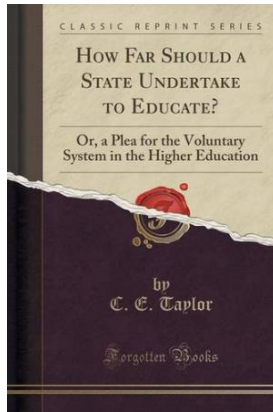 CLASSIC REPRINT SERIES
HOW FAR SHOULD A
STATE UNDERTAKE
TO EDUCATE?
Or, a Plea for the Voluntary
System in the Higher Education
by
C. E. Taylor
Forgotten Books